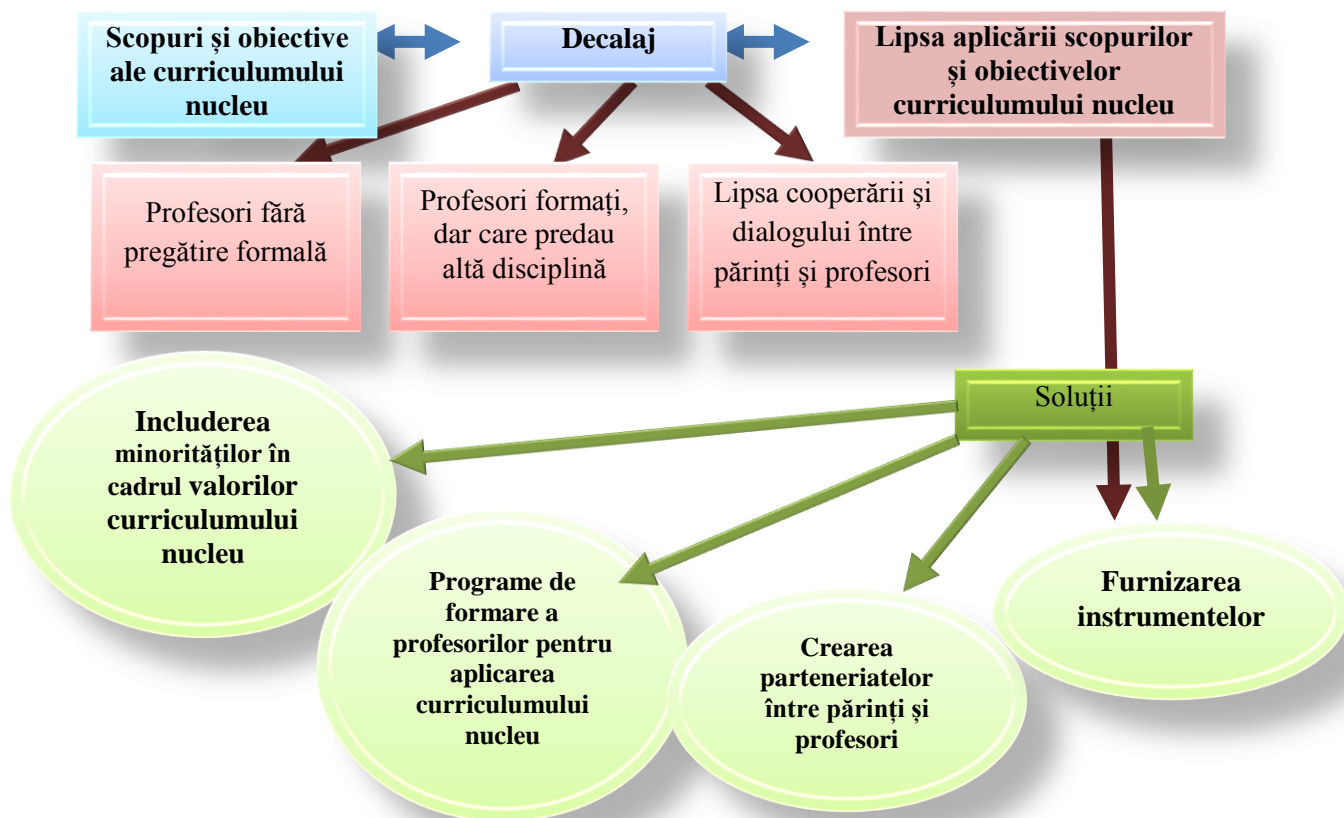 Scopuri și obiective
ale curriculumului
nucleu
Decalaj
Lipsa aplicării scopurilor
și obiectivelor
curriculumului nucleu
Profesori fără
pregătire formală
Profesori formați,
dar care predau
altă disciplină
Lipsa cooperării și
dialogului între
părinți și profesori
Soluții
Includerea
minorităților în
cadrul valorilor
curriculumului
nucleu
Programe de
formare a
profesorilor pentru
aplicarea
curriculumului
nucleu
Crearea
parteneriatelor
între părinți și
profesori
Furnizarea
instrumentelor